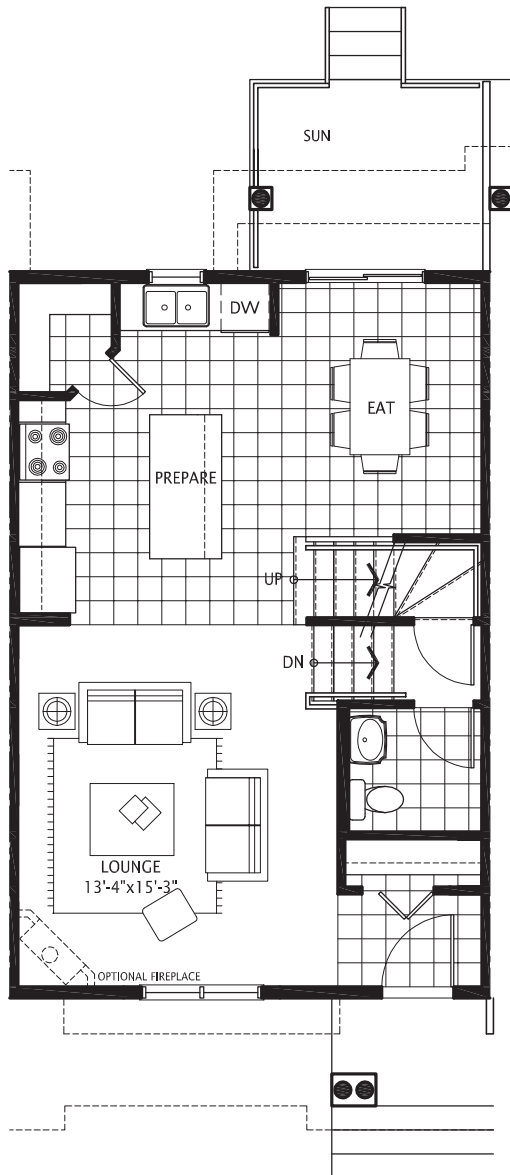 SUN
DW
EAT
PREPARE
UP
DN
LOUNGE
13'-4"x15'-3"
OPTIONAL FIREPLACE